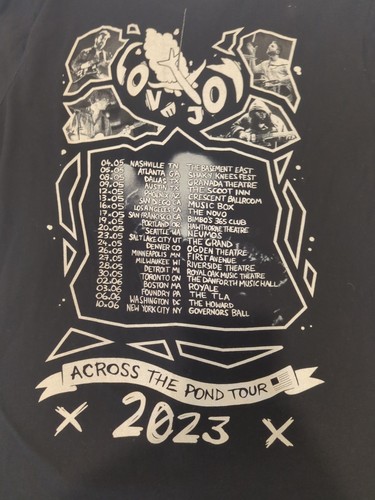 04.05 NASHVILLE TN THE BASEMENT EAST
05.05 ATLANTA GA SHAKY KNEES FEST
08.05 DALLAS TX GRANADA THEATRE
09.05 AUSTIN TX THE SCOOT INN
12.05 PHOENIX AZ CRESCENT BALLROOM
13.05 SAN DIEGO CA MUSIC BOX
16.05 LOS ANGELES CA THE NOVO
17.05 SAN FRANCISCO CA BIMBO'S 365 CLUB
19.05 PORTLAND OR HAWTHORNE THEATRE
20.05 SEATTLE WA NEUMOS
23.05 SALT LAKE CITY UT THE GRAND
24.05 DENVER CO OGDEN THEATRE
26.05 MINNEAPOLIS MN FIRST AVENUE
27.05 MILWAUKEE WI RIVERSIDE THEATRE
28.05 DETROIT MI ROYAL OAK MUSIC THEATRE
30.05 TORONTO ON THE DANFORTH MUSIC HALL
02.06 BOSTON MA ROYALE
03.06 FOUNDRY PA THE TLA
06.06 WASHINGTON DC THE HOWARD
10.06 NEW YORK CITY NY GOVERNORS BALL
ACROSS THE POND TOUR
X 2023 X